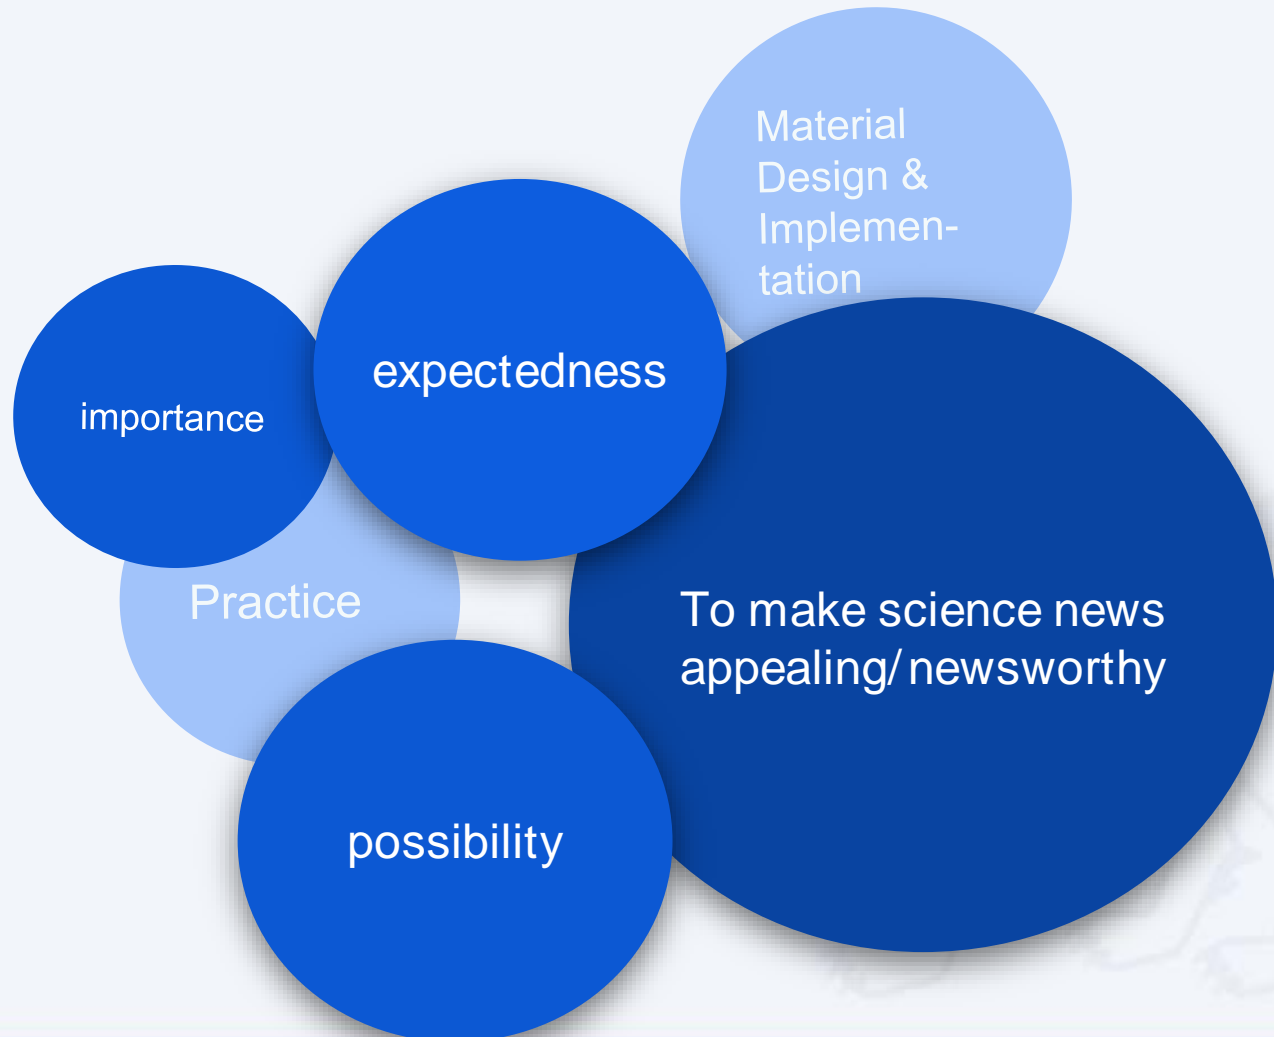 Material
Design &
Implemen-
tation
expectedness
importance
Practice
To make science news
appealing/newsworthy
possibility